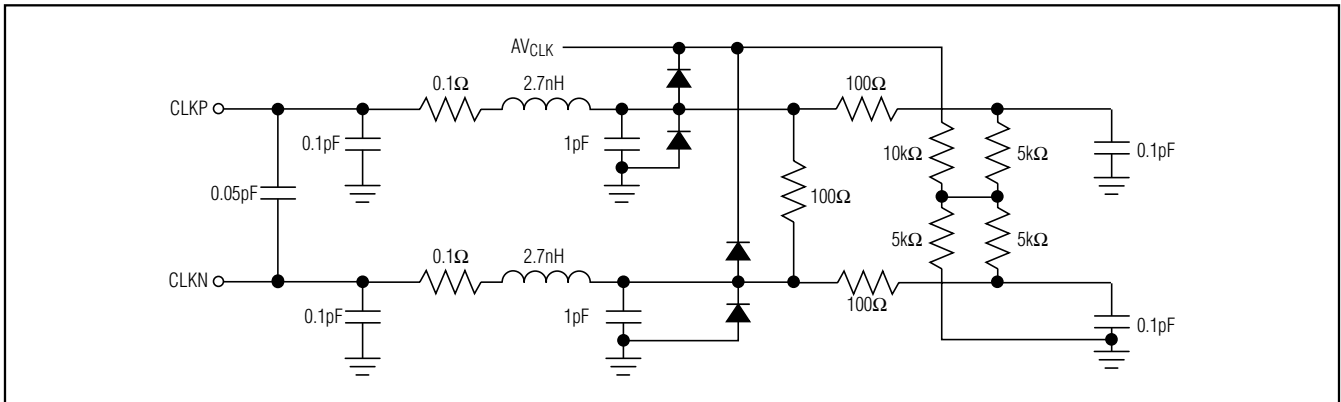 AVCLK
0.1Ω
2.7nH
100Ω
CLKP
0.1pF
1pF
10kΩ
5kΩ
0.1pF
0.05pF
100Ω
0.1Ω
2.7nH
5kΩ
5kΩ
CLKN
100Ω
0.1pF
1pF
0.1pF